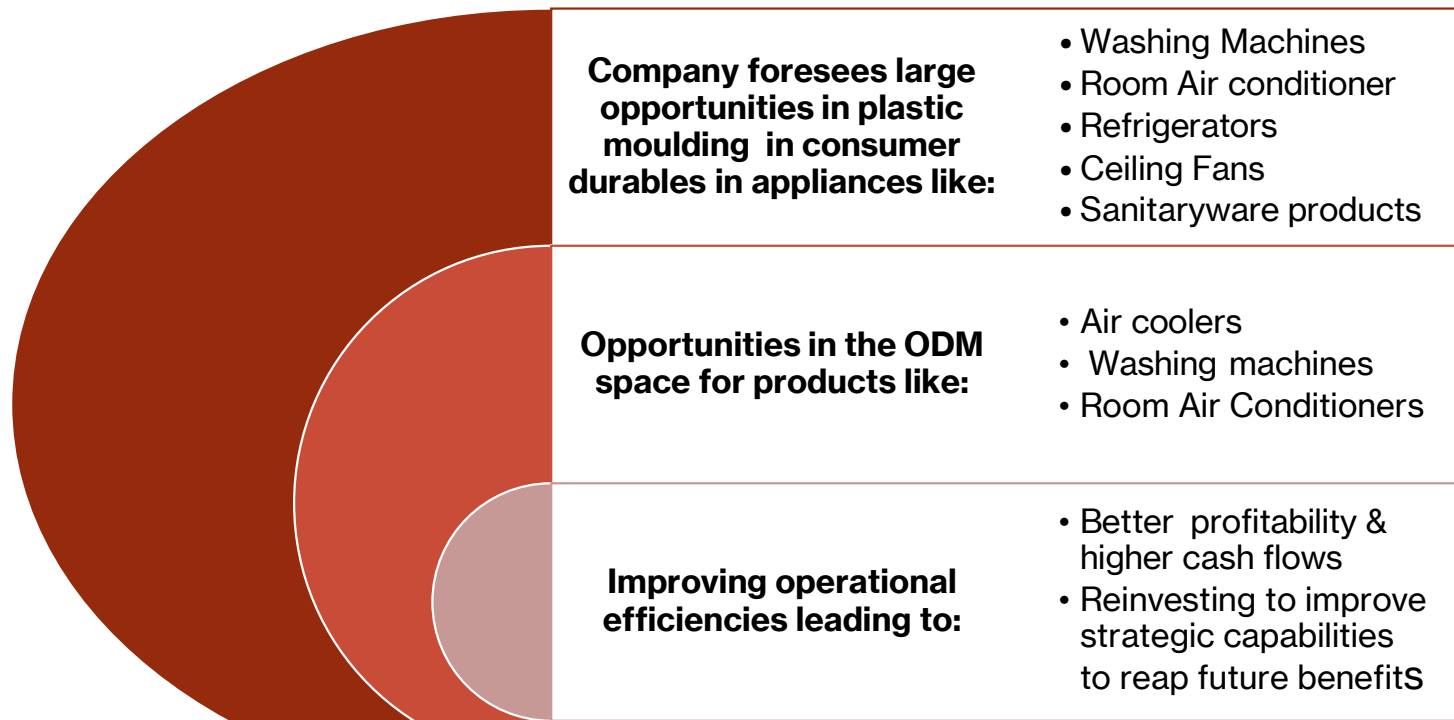 Company foresees large
opportunities in plastic
moulding in consumer
durables in appliances like:
• Washing Machines
• Room Air conditioner
• Refrigerators
• Ceiling Fans
• Sanitaryware products
Opportunities in the ODM
space for products like:
• Air coolers
• Washing machines
• Room Air Conditioners
Improving operational
efficiencies leading to:
• Better profitability &
higher cash flows
• Reinvesting to improve
strategic capabilities
to reap future benefits